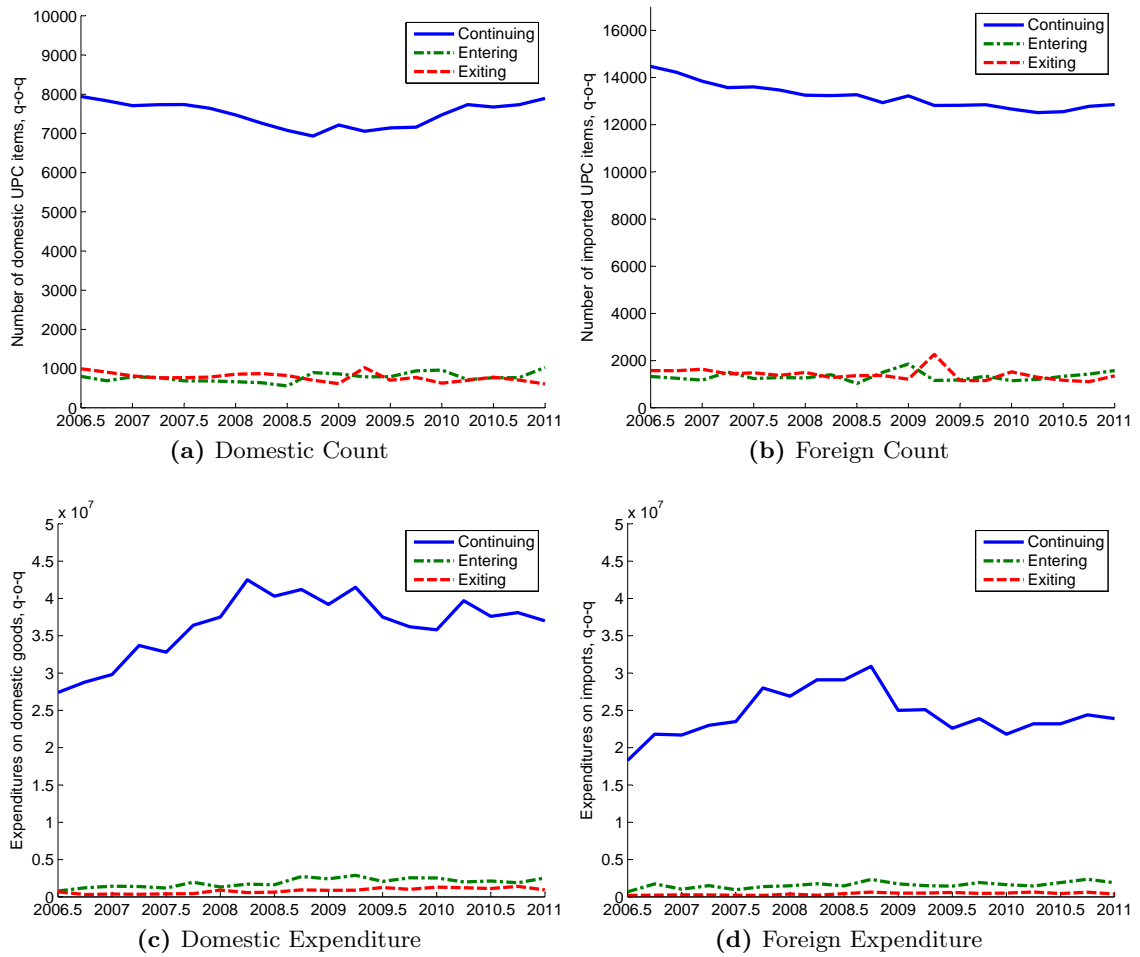 Number of domestic UPC items, q-o-q
10000
9000
8000
7000
6000
5000
4000
3000
2000
1000
0
2006.5 2007 2007.5 2008 2008.5 2009 2009.5 2010 2010.5 2011
Continuing
Entering
Exiting
(a) Domestic Count
Number of imported UPC items, q-o-q
16000
14000
12000
10000
8000
6000
4000
2000
0
2006.5 2007 2007.5 2008 2008.5 2009 2009.5 2010 2010.5 2011
Continuing
Entering
Exiting
(b) Foreign Count
Expenditures on domestic goods, q-o-q
x 10^7
5
4.5
4
3.5
3
2.5
2
1.5
1
0.5
0
2006.5 2007 2007.5 2008 2008.5 2009 2009.5 2010 2010.5 2011
Continuing
Entering
Exiting
(c) Domestic Expenditure
Expenditures on imports, q-o-q
x 10^7
5
4.5
4
3.5
3
2.5
2
1.5
1
0.5
0
2006.5 2007 2007.5 2008 2008.5 2009 2009.5 2010 2010.5 2011
Continuing
Entering
Exiting
(d) Foreign Expenditure